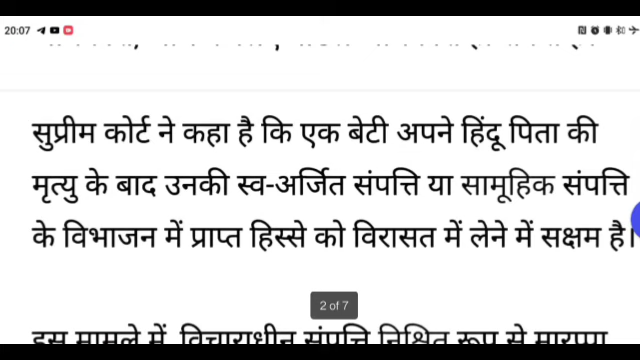 20:07
सुप्रीम कोर्ट ने कहा है कि एक बेटी अपने हिंदू पिता की
मृत्यु के बाद उनकी स्व-अर्जित संपत्ति या सामूहिक संपत्ति
के विभाजन में प्राप्त हिस्से को विरासत में लेने में सक्षम है।
2 of 7
इस मामले में, विचाराधीन संपत्ति निश्चित रूप से मारप्पा